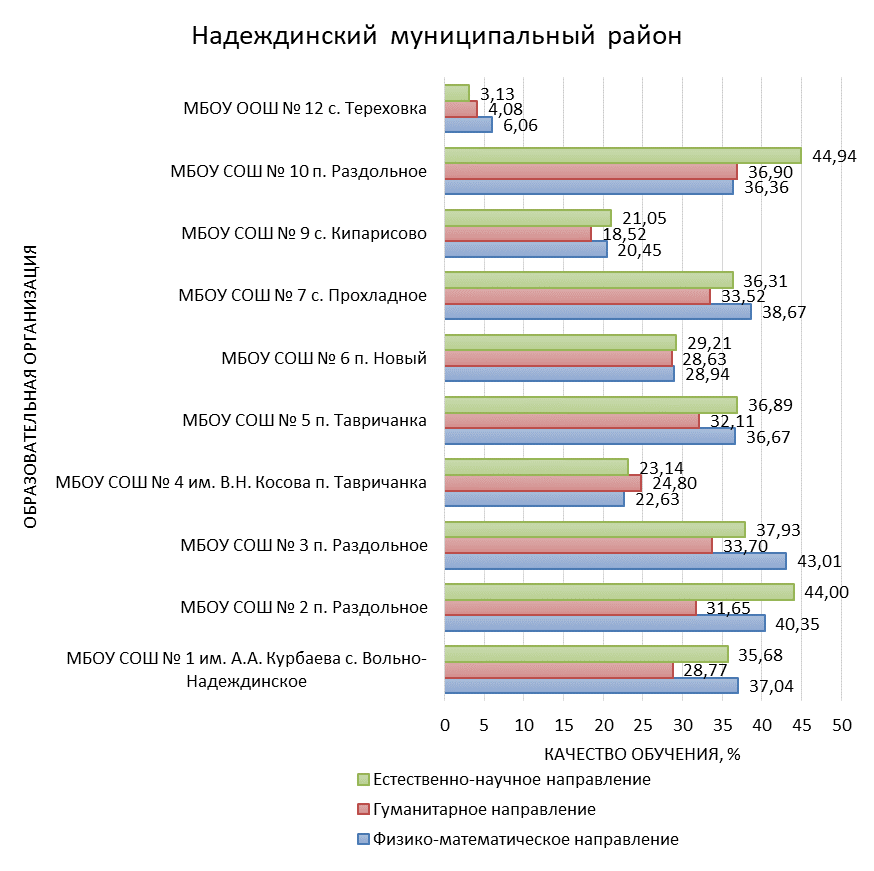 Надеждинский муниципальный район
ОБРАЗОВАТЕЛЬНАЯ ОРГАНИЗАЦИЯ
МБОУ ООШ № 12 с. Тереховка
3,13
4,08
6,06
МБОУ СОШ № 10 п. Раздольное
44,94
36,90
36,36
МБОУ СОШ № 9 с. Кипарисово
21,05
18,52
20,45
МБОУ СОШ № 7 с. Прохладное
36,31
33,52
38,67
МБОУ СОШ № 6 п. Новый
29,21
28,63
28,94
МБОУ СОШ № 5 п. Тавричанка
36,89
32,11
36,67
МБОУ СОШ № 4 им. В.Н. Косова п. Тавричанка
23,14
24,80
22,63
МБОУ СОШ № 3 п. Раздольное
37,93
33,70
43,01
МБОУ СОШ № 2 п. Раздольное
44,00
31,65
40,35
МБОУ СОШ № 1 им. А.А. Курбаева с. Вольно-
Надеждинское
35,68
28,77
37,04
0 5 10 15 20 25 30 35 40 45 50
КАЧЕСТВО ОБУЧЕНИЯ, %
Естественно-научное направление
Гуманитарное направление
Физико-математическое направление